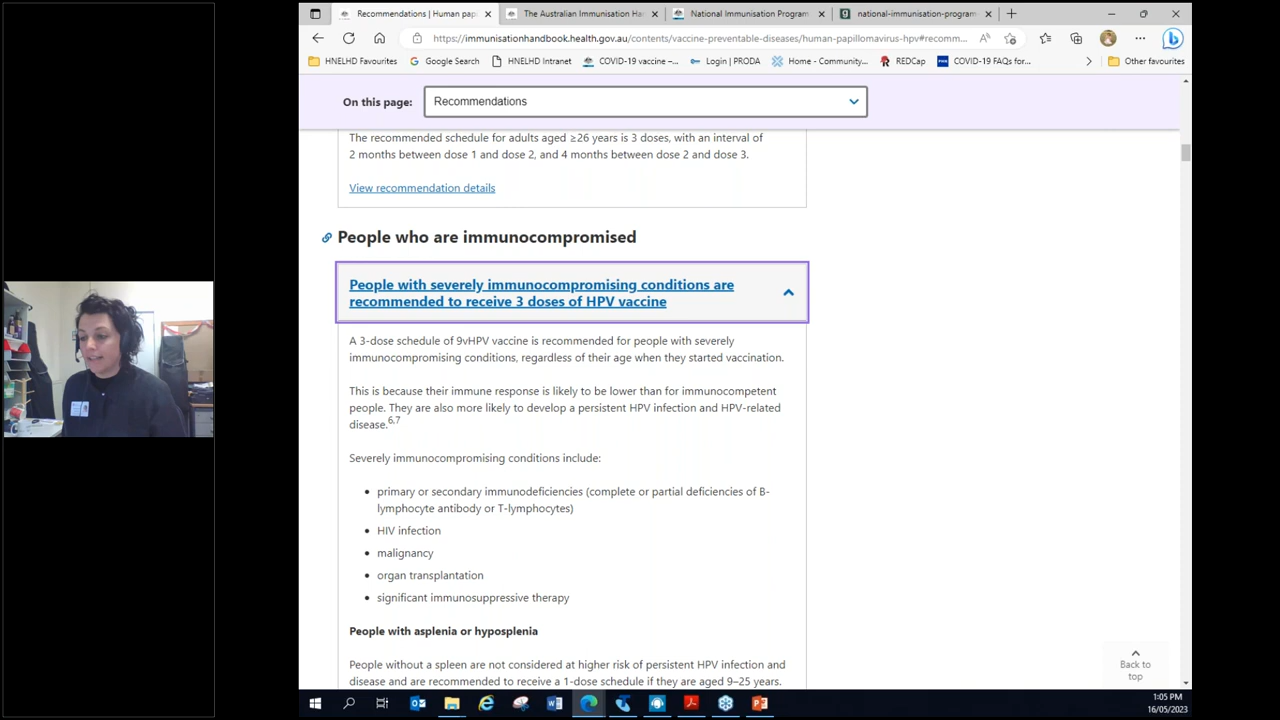 Recommendations | Human pap
The Australian Immunisation Ha
National Immunisation Program
national-immunisation-program
https://immunisationhandbook.health.gov.au/contents/vaccine-preventable-diseases/human-papillomavirus-hpv#recomm...
HNELHD Favourites
Google Search
HNELHD Intranet
COVID-19 vaccine –...
Login | PRODA
Home - Community...
REDCap
COVID-19 FAQs for...
Other favourites
On this page:
Recommendations
The recommended schedule for adults aged ≥26 years is 3 doses, with an interval of
2 months between dose 1 and dose 2, and 4 months between dose 2 and dose 3.
View recommendation details
People who are immunocompromised
People with severely immunocompromising conditions are
recommended to receive 3 doses of HPV vaccine
A 3-dose schedule of 9vHPV vaccine is recommended for people with severely
immunocompromising conditions, regardless of their age when they started vaccination.
This is because their immune response is likely to be lower than for immunocompetent
people. They are also more likely to develop a persistent HPV infection and HPV-related
disease.6,7
Severely immunocompromising conditions include:
• primary or secondary immunodeficiencies (complete or partial deficiencies of B-
lymphocyte antibody or T-lymphocytes)
• HIV infection
• malignancy
• organ transplantation
• significant immunosuppressive therapy
People with asplenia or hyposplenia
People without a spleen are not considered at higher risk of persistent HPV infection and
disease and are recommended to receive a 1-dose schedule if they are aged 9–25 years.
Back to
top
1:05 PM
16/05/2023